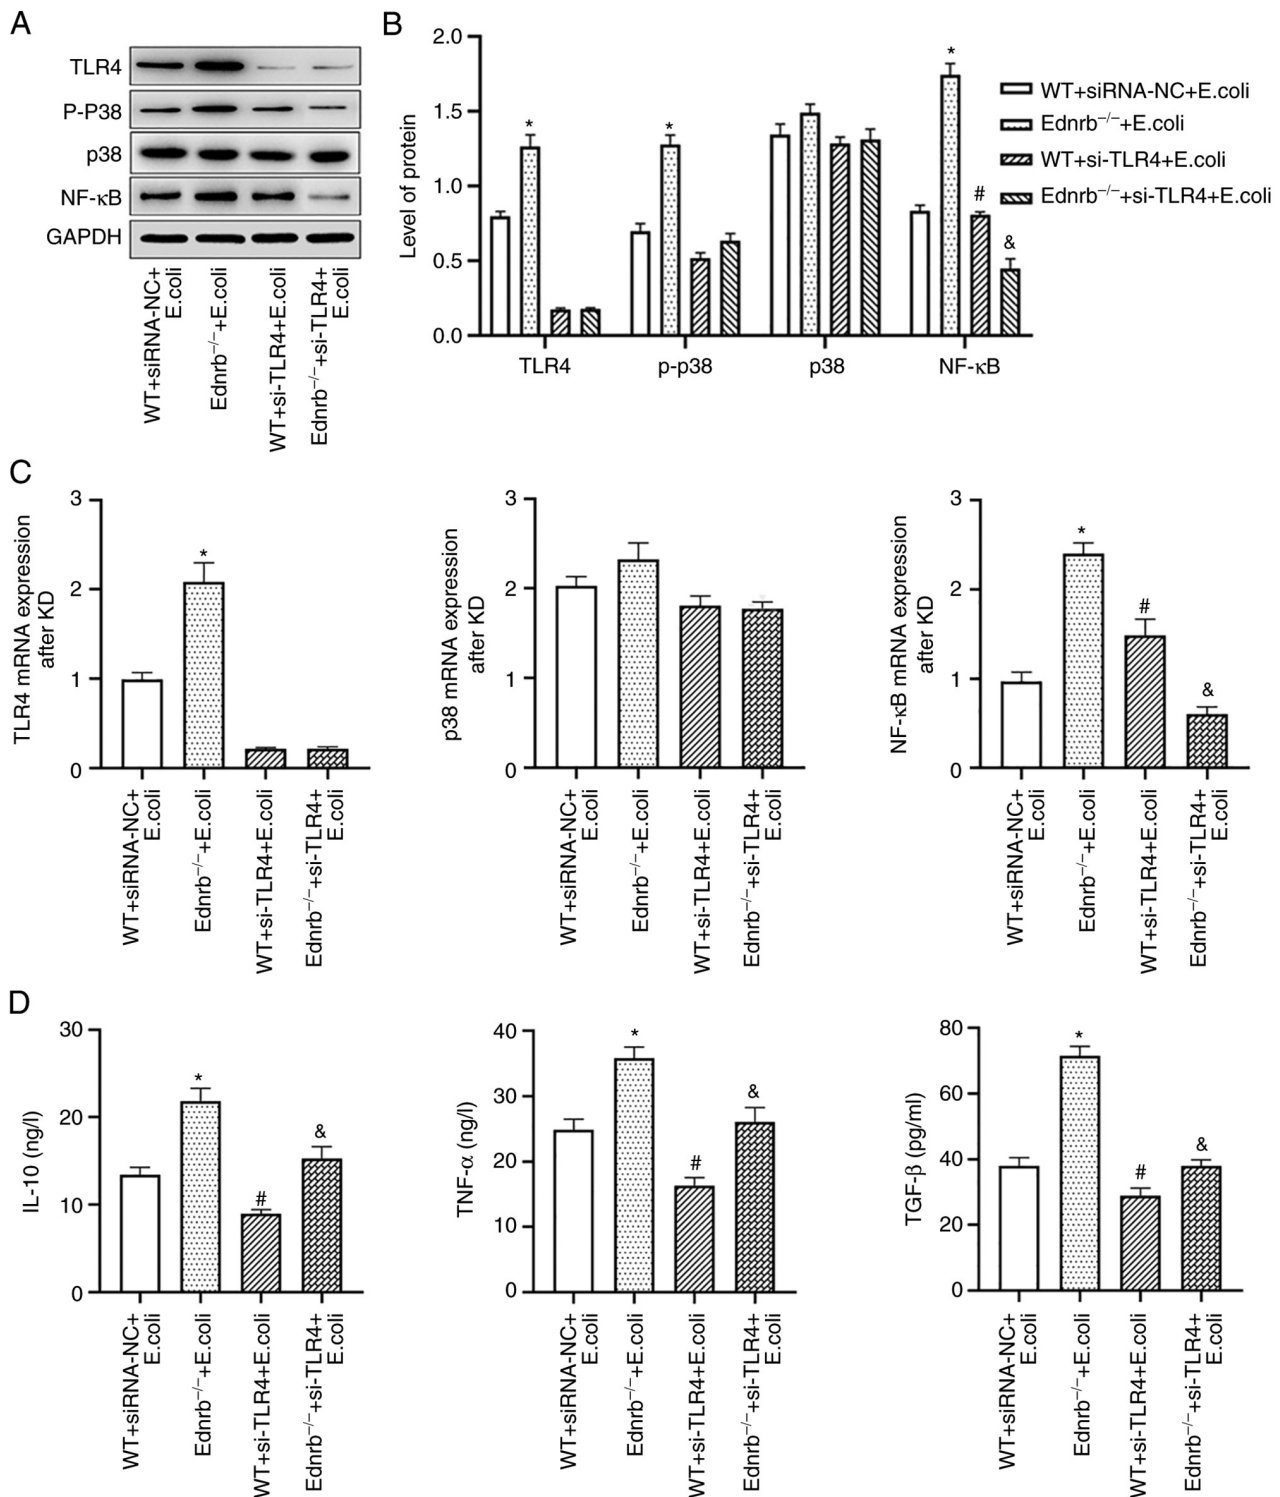 A
TLR4
P-P38
p38
NF-κB
GAPDH
WT+siRNA-NC+
E.coli
Ednrb−/−+E.coli
WT+si-TLR4+E.coli
Ednrb−/−+si-TLR4+
E.coli
B
Level of protein
2.0
1.5
1.0
0.5
0.0
*
*
*
#
&
TLR4
p-p38
p38
NF-κB
WT+siRNA-NC+E.coli
Ednrb−/−+E.coli
WT+si-TLR4+E.coli
Ednrb−/−+si-TLR4+E.coli
C
TLR4 mRNA expression
after KD
3
2
1
0
*
WT+siRNA-NC+
E.coli
Ednrb−/−+E.coli
WT+si-TLR4+E.coli
Ednrb−/−+si-TLR4+
E.coli
p38 mRNA expression
after KD
3
2
1
0
WT+siRNA-NC+
E.coli
Ednrb−/−+E.coli
WT+si-TLR4+E.coli
Ednrb−/−+si-TLR4+
E.coli
NF-κB mRNA expression
after KD
3
2
1
0
*
#
&
WT+siRNA-NC+
E.coli
Ednrb−/−+E.coli
WT+si-TLR4+E.coli
Ednrb−/−+si-TLR4+
E.coli
D
IL-10 (ng/l)
30
20
10
0
*
#
&
WT+siRNA-NC+
E.coli
Ednrb−/−+E.coli
WT+si-TLR4+E.coli
Ednrb−/−+si-TLR4+
E.coli
TNF-α (ng/l)
40
30
20
10
0
*
#
&
WT+siRNA-NC+
E.coli
Ednrb−/−+E.coli
WT+si-TLR4+E.coli
Ednrb−/−+si-TLR4+
E.coli
TGF-β (pg/ml)
80
60
40
20
0
*
#
&
WT+siRNA-NC+
E.coli
Ednrb−/−+E.coli
WT+si-TLR4+E.coli
Ednrb−/−+si-TLR4+
E.coli